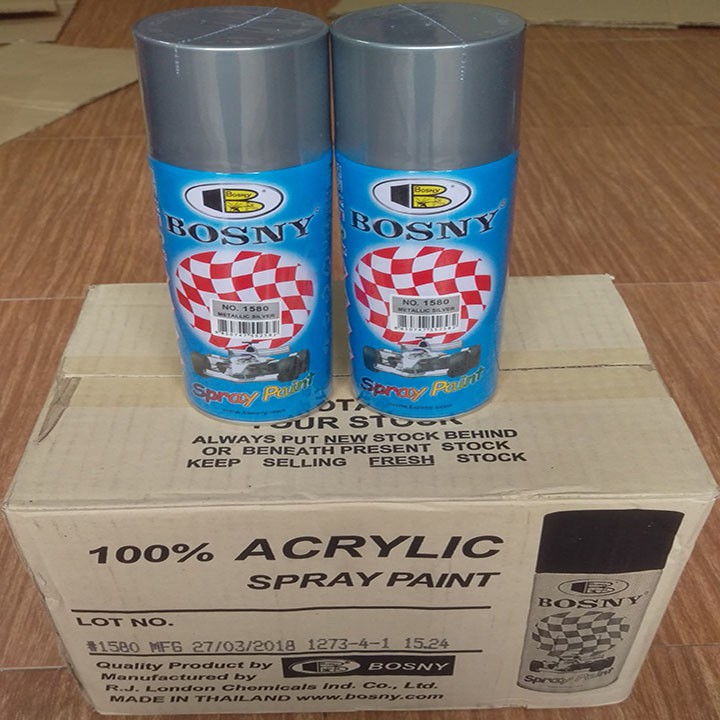 BOSNY
BOSNY
NO. 1580
METALLIC SILVER
Spray Paint
BOSNY
BOSNY
NO. 1580
METALLIC SILVER
Spray Paint
YOUR STOCK
ALWAYS PUT NEW STOCK BEHIND
OR BENEATH PRESENT STOCK
KEEP SELLING FRESH STOCK
100% ACRYLIC
SPRAY PAINT
LOT NO.
#1580 MFG 27/03/2018 1273-4-1 15.24
Quality Product by BOSNY
Manufactured by
R.J. London Chemicals Ind. Co., Ltd.
MADE IN THAILAND www.bosny.com
BOSNY
Spray Paint